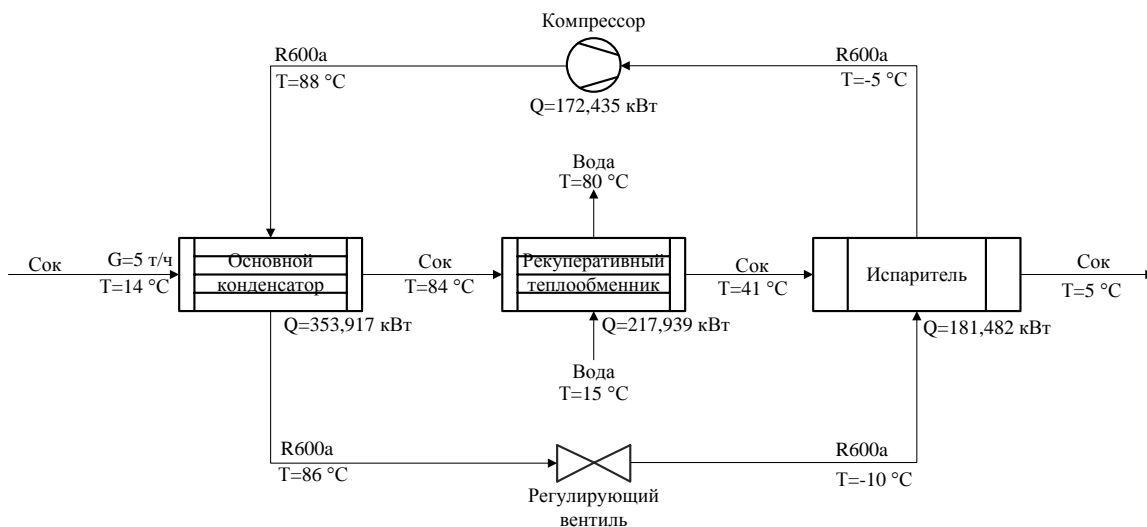 Компрессор
R600a
T=88 °C
R600a
T=-5 °C
Q=172,435 кВт
Вода
T=80 °C
Сок
G=5 т/ч
T=14 °C
Основной
конденсатор
Q=353,917 кВт
Сок
T=84 °C
Рекуперативный
теплообменник
Q=217,939 кВт
Сок
T=41 °C
Испаритель
Q=181,482 кВт
Сок
T=5 °C
Вода
T=15 °C
R600a
T=86 °C
R600a
T=-10 °C
Регулирующий
вентиль